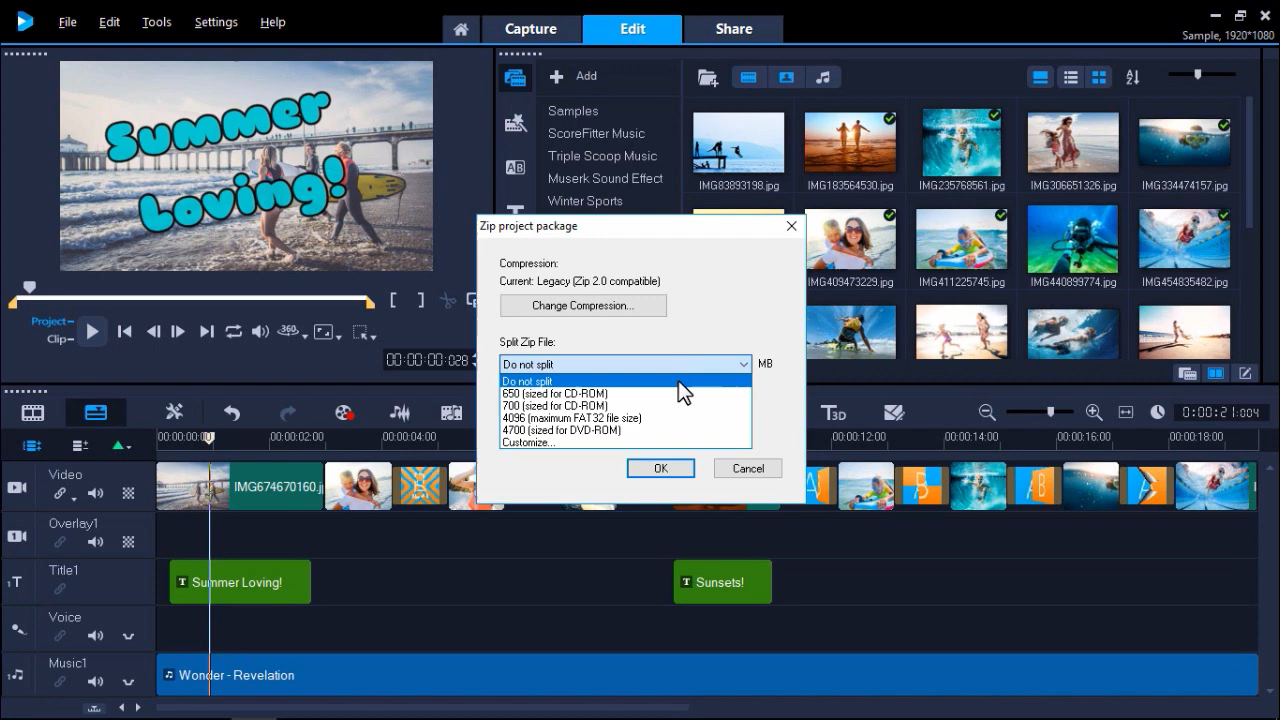 File Edit Tools Settings Help
Capture Edit Share
Sample, 1920*1080
Summer
Loving!
Add
Samples
ScoreFitter Music
Triple Scoop Music
Muserk Sound Effect
Winter Sports
IMG83893198.jpg IMG183564530.jpg IMG235768561.jpg IMG306651326.jpg IMG334474157.jpg
IMG409473229.jpg IMG411225745.jpg IMG440899774.jpg IMG454835482.jpg
Zip project package
Compression:
Current: Legacy (Zip 2.0 compatible)
Change Compression...
Split Zip File:
Do not split MB
Do not split
650 (sized for CD-ROM)
700 (sized for CD-ROM)
4096 (maximum FAT32 file size)
4700 (sized for DVD-ROM)
Customize...
OK Cancel
Project
Clip
360
00:00:00:028
T3D
0:00:21:004
00:00:00:00 00:00:02:00 00:00:04:00 00:00:12:00 00:00:14:00 00:00:16:00 00:00:18:00
Video
IMG674670160.j
Overlay1
Title1
Summer Loving! Sunsets!
Voice
Music1
Wonder - Revelation